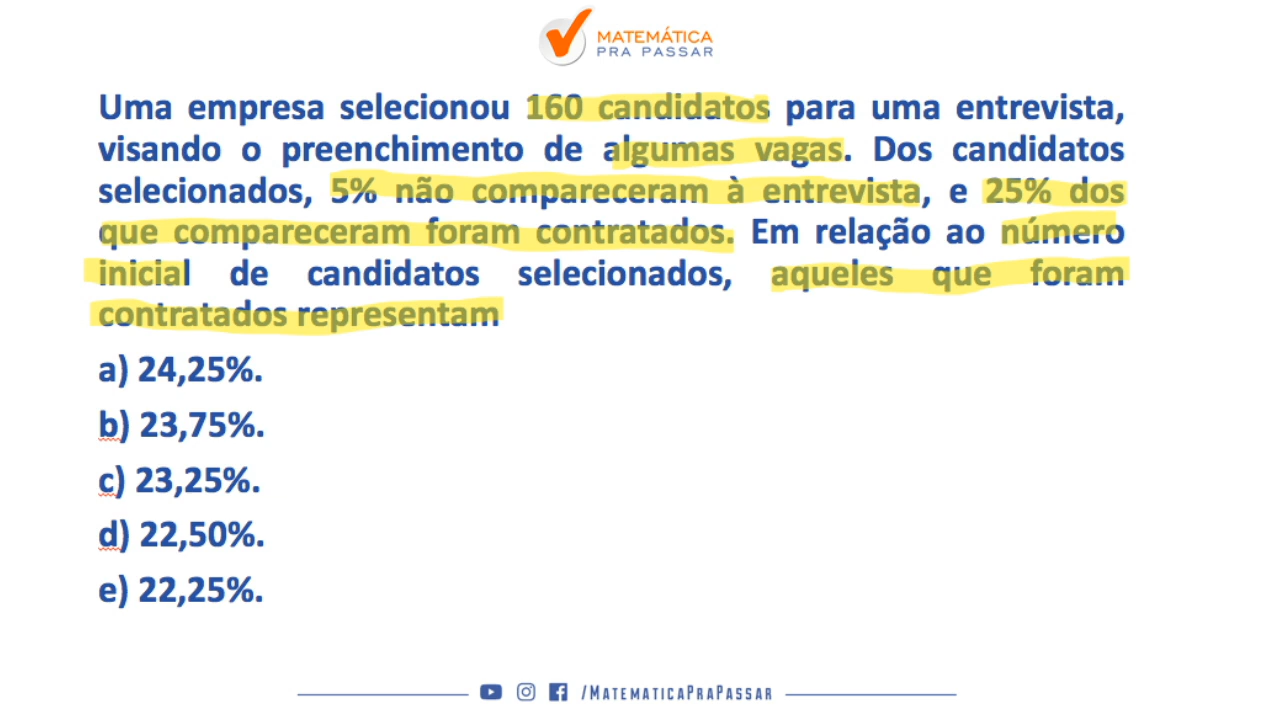 MATEMÁTICA
PRA PASSAR
Uma empresa selecionou 160 candidatos para uma entrevista,
visando o preenchimento de algumas vagas. Dos candidatos
selecionados, 5% não compareceram à entrevista, e 25% dos
que compareceram foram contratados. Em relação ao número
inicial de candidatos selecionados, aqueles que foram
contratados representam
a) 24,25%.
b) 23,75%.
c) 23,25%.
d) 22,50%.
e) 22,25%.
/MATEMATICAPRAPASSAR